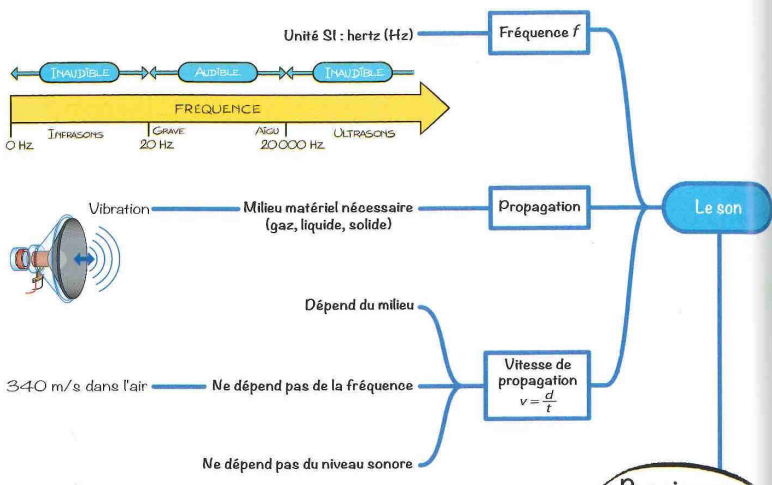 Unité SI : hertz (Hz)
Fréquence f
INAUDIBLE
AUDIBLE
INAUDIBLE
FRÉQUENCE
INFRASONS
GRAVE
AIGU
ULTRASONS
0 HZ
20 HZ
20000 HZ
Vibration
Milieu matériel nécessaire
(gaz, liquide, solide)
Propagation
Le son
Dépend du milieu
340 m/s dans l'air
Ne dépend pas de la fréquence
Vitesse de
propagation
v = d/t
Ne dépend pas du niveau sonore